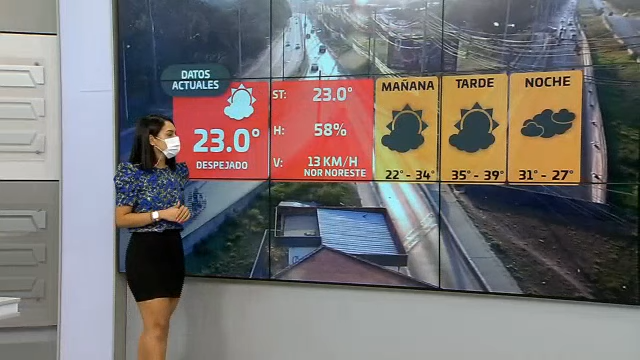 DATOS
ACTUALES
23.0°
DESPEJADO
ST: 23.0°
H: 58%
V: 13 KM/H
NOR NORESTE
MAÑANA
22° - 34°
TARDE
35° - 39°
NOCHE
31° - 27°